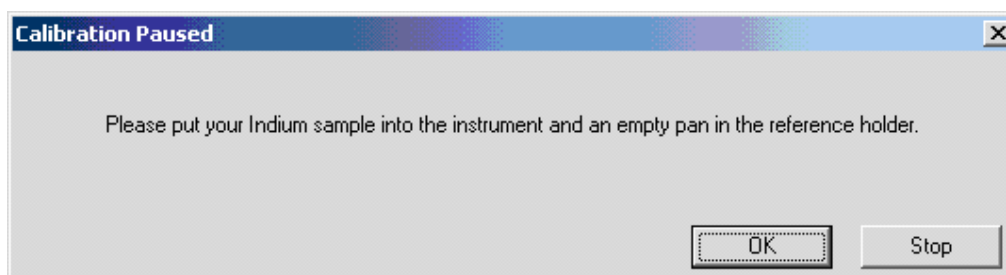 Calibration Paused
Please put your Indium sample into the instrument and an empty pan in the reference holder.
OK
Stop